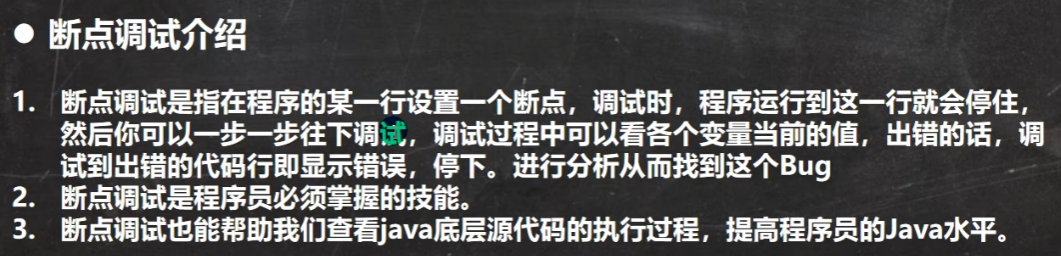 ● 断点调试介绍
1. 断点调试是指在程序的某一行设置一个断点，调试时，程序运行到这一行就会停住，
然后你可以一步一步往下调试，调试过程中可以看各个变量当前的值，出错的话，调
试到出错的代码行即显示错误，停下。进行分析从而找到这个Bug
2. 断点调试是程序员必须掌握的技能。
3. 断点调试也能帮助我们查看java底层源代码的执行过程，提高程序员的Java水平。